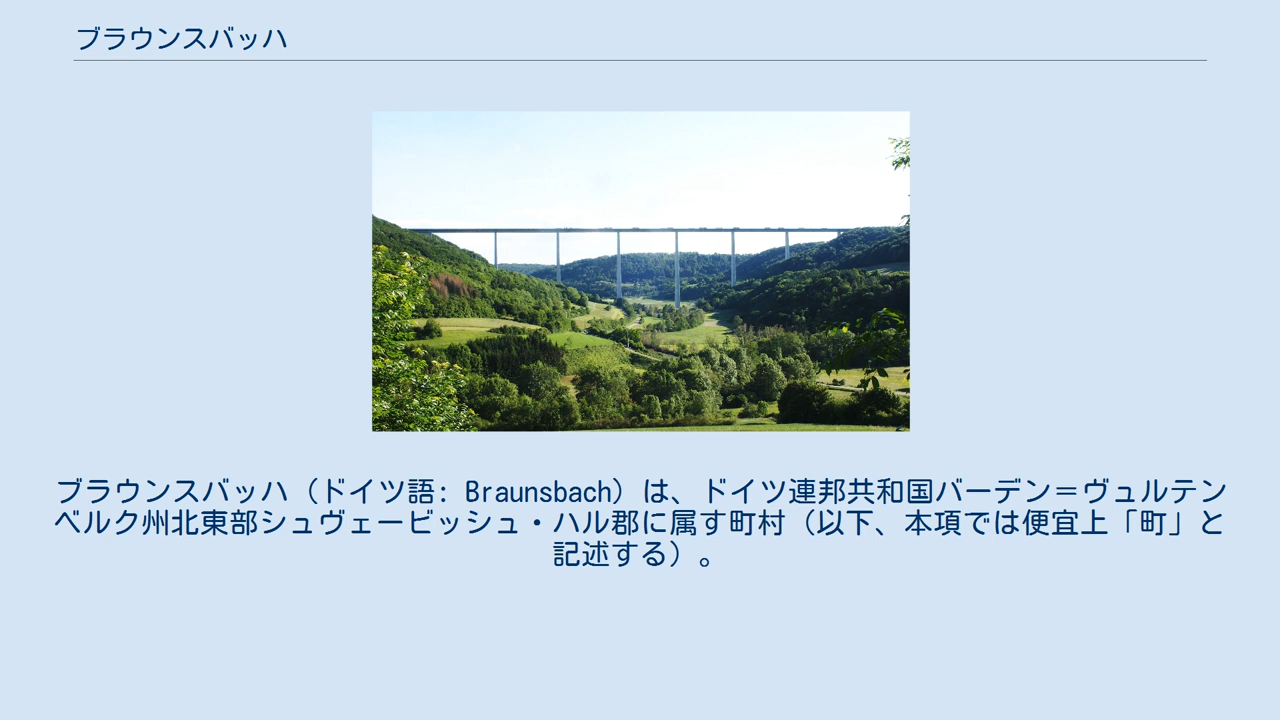 ブラウンスバッハ
ブラウンスバッハ（ドイツ語: Braunsbach）は、ドイツ連邦共和国バーデン＝ヴュルテン
ベルク州北東部シュヴェービッシュ・ハル郡に属す町村（以下、本項では便宜上「町」と
記述する）。